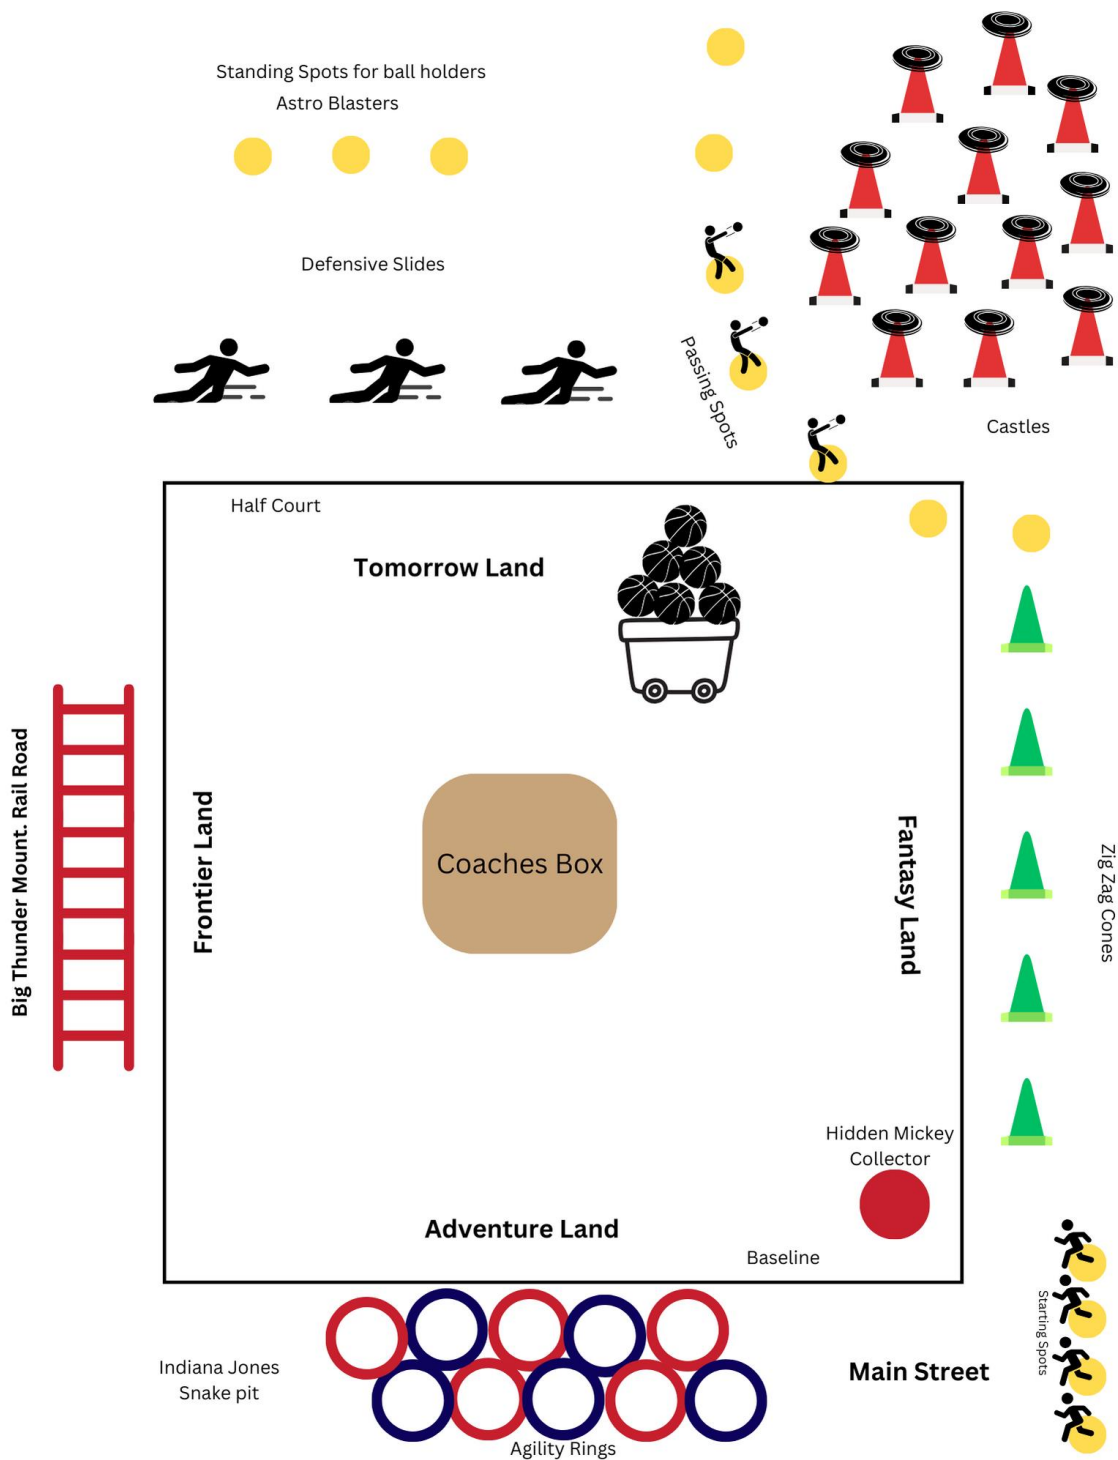 Standing Spots for ball holders
Astro Blasters
Defensive Slides
Passing Spots
Castles
Half Court
Tomorrow Land
Big Thunder Mount. Rail Road
Frontier Land
Coaches Box
Fantasy Land
Zig Zag Cones
Hidden Mickey
Collector
Adventure Land
Baseline
Starting Spots
Indiana Jones
Snake pit
Main Street
Agility Rings